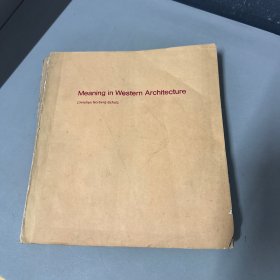 Meaning in Western Architecture
Christian Norberg-Schulz